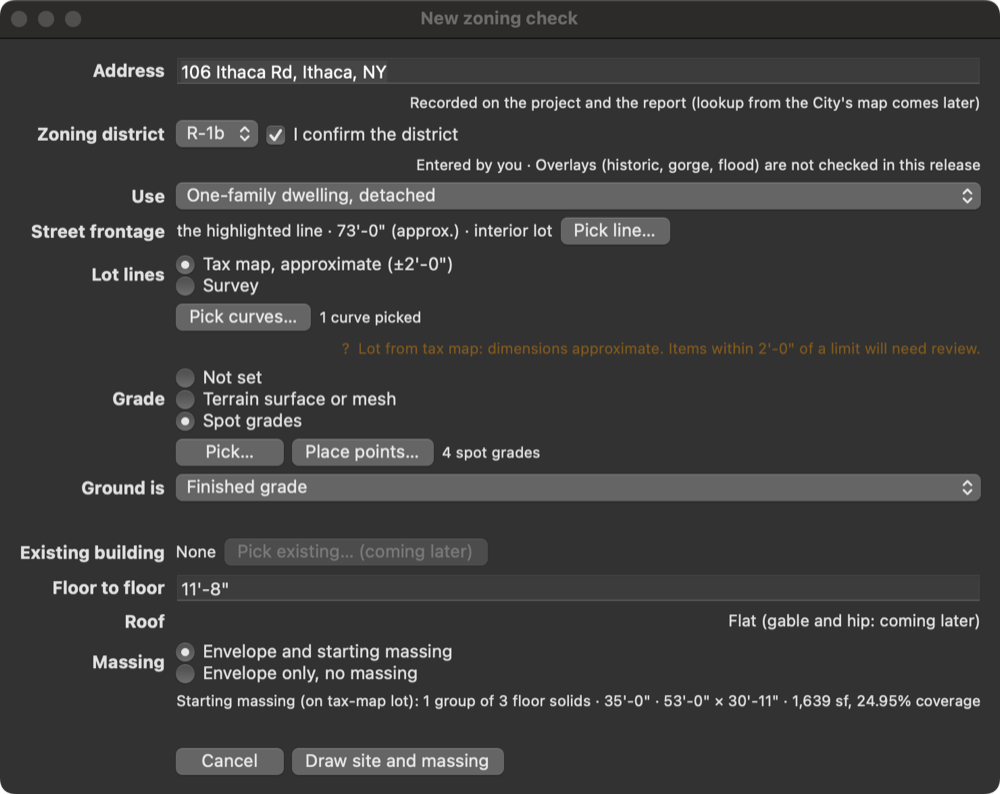 New zoning check
Address 106 Ithaca Rd, Ithaca, NY
Recorded on the project and the report (lookup from the City's map comes later)
Zoning district R-1b I confirm the district
Entered by you · Overlays (historic, gorge, flood) are not checked in this release
Use One-family dwelling, detached
Street frontage the highlighted line · 73'-0" (approx.) · interior lot Pick line...
Lot lines
Tax map, approximate (±2'-0")
Survey
Pick curves... 1 curve picked
? Lot from tax map: dimensions approximate. Items within 2'-0" of a limit will need review.
Grade
Not set
Terrain surface or mesh
Spot grades
Pick... Place points... 4 spot grades
Ground is Finished grade
Existing building None Pick existing... (coming later)
Floor to floor 11'-8"
Roof Flat (gable and hip: coming later)
Massing
Envelope and starting massing
Envelope only, no massing
Starting massing (on tax-map lot): 1 group of 3 floor solids · 35'-0" · 53'-0" × 30'-11" · 1,639 sf, 24.95% coverage
Cancel Draw site and massing